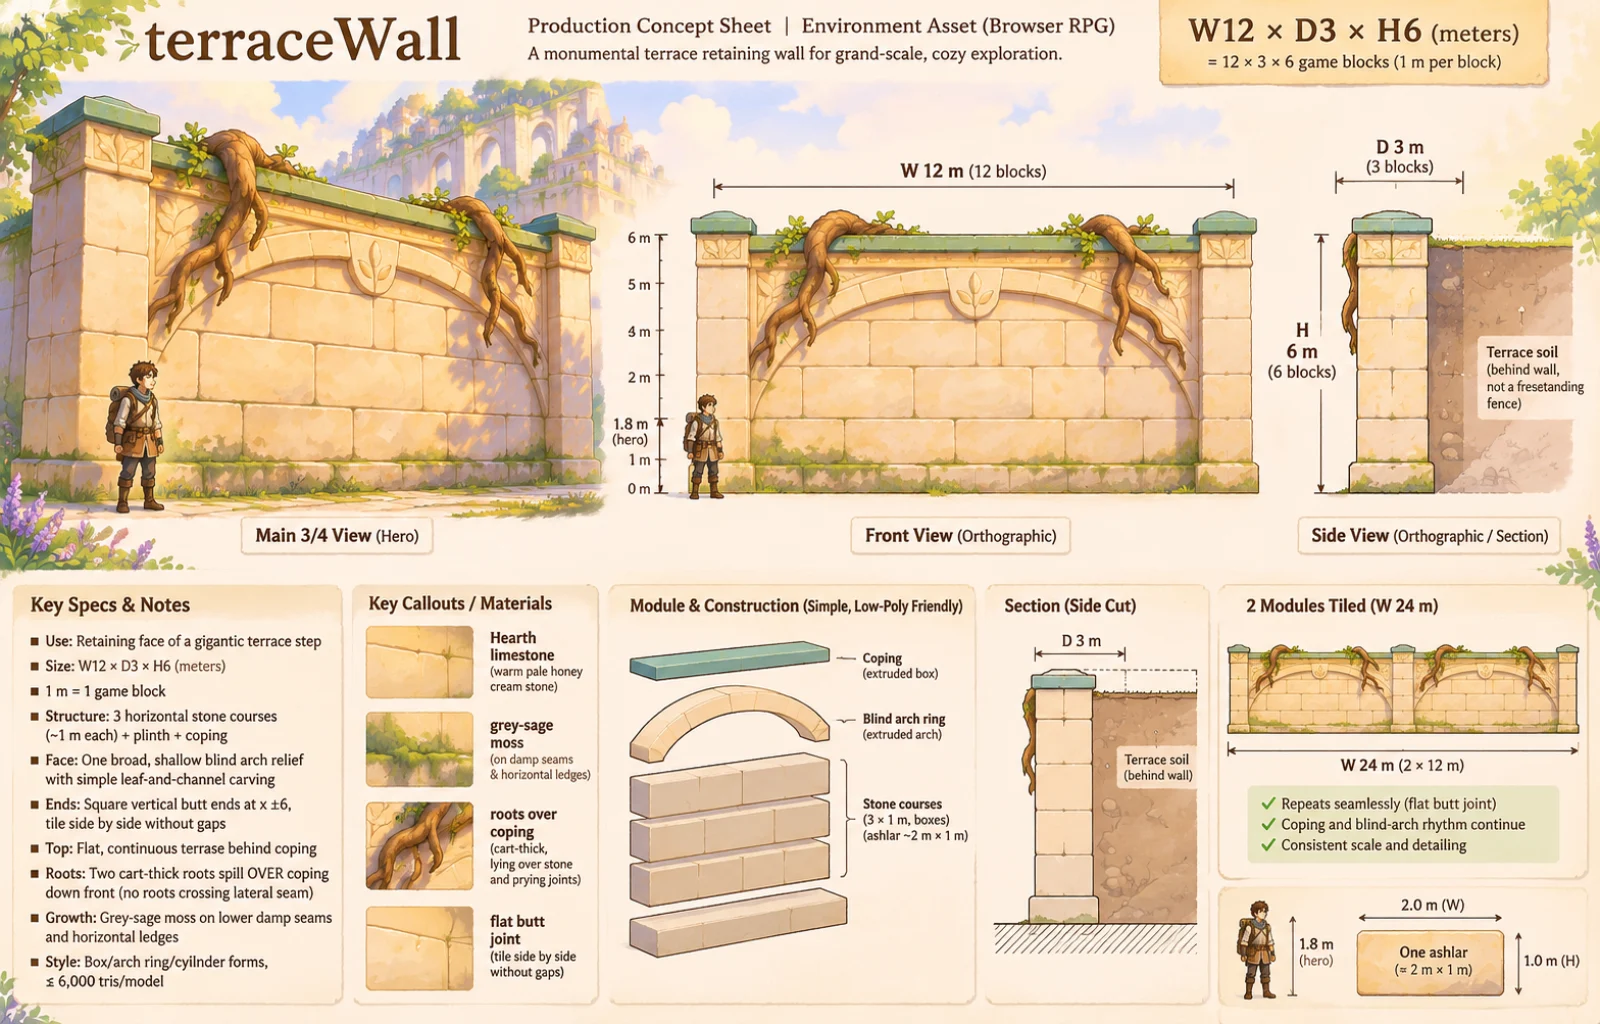 terraceWall
Production Concept Sheet | Environment Asset (Browser RPG)
A monumental terrace retaining wall for grand-scale, cozy exploration.
W12 × D3 × H6 (meters)
= 12 × 3 × 6 game blocks (1 m per block)
W 12 m (12 blocks)
6 m
5 m
4 m
2 m
1.8 m
(hero)
1 m
0 m
D 3 m
(3 blocks)
H
6 m
(6 blocks)
Terrace soil
(behind wall,
not a fresetanding
fence)
Main 3/4 View (Hero)
Front View (Orthographic)
Side View (Orthographic / Section)
Key Specs & Notes
■ Use: Retaining face of a gigantic terrace step
■ Size: W12 × D3 × H6 (meters)
■ 1 m = 1 game block
■ Structure: 3 horizontal stone courses
(~1 m each) + plinth + coping
■ Face: One broad, shallow blind arch relief
with simple leaf-and-channel carving
■ Ends: Square vertical butt ends at x ±6,
tile side by side without gaps
■ Top: Flat, continuous terrase behind coping
■ Roots: Two cart-thick roots spill OVER coping
down front (no roots crossing lateral seam)
■ Growth: Grey-sage moss on lower damp seams
and horizontal ledges
■ Style: Box/arch ring/cyilnder forms,
≤ 6,000 tris/model
Key Callouts / Materials
Hearth
limestone
(warm pale honey
cream stone)
grey-sage
moss
(on damp seams
& horizontal ledges)
roots over
coping
(cart-thick,
lying over stone
and prying joints)
flat butt
joint
(tile side by side
without gaps)
Module & Construction (Simple, Low-Poly Friendly)
Coping
(extruded box)
Blind arch ring
(extruded arch)
Stone courses
(3 × 1 m, boxes)
(ashlar ~2 m × 1 m)
Section (Side Cut)
D 3 m
Terrace soil
(behind wall)
2 Modules Tiled (W 24 m)
W 24 m (2 × 12 m)
✓ Repeats seamlessly (flat butt joint)
✓ Coping and blind-arch rhythm continue
✓ Consistent scale and detailing
1.8 m
(hero)
2.0 m (W)
One ashlar
(≈ 2 m × 1 m)
1.0 m (H)